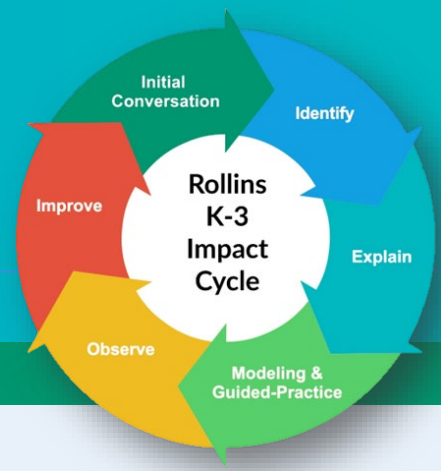 Initial
Conversation
Identify
Explain
Modeling &
Guided-Practice
Observe
Improve
Rollins
K-3
Impact
Cycle